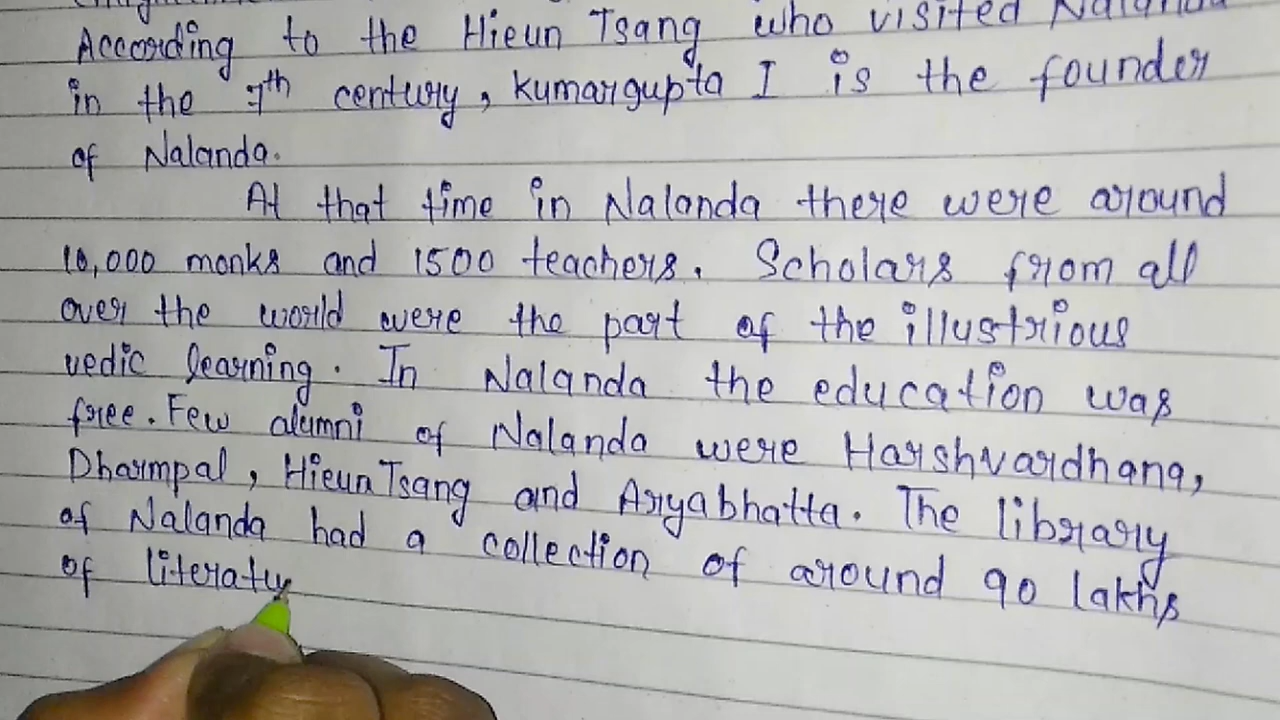 According to the Hieun Tsang who visited Nalanda
in the 7th century, Kumargupta I is the founder
of Nalanda.
At that time in Nalanda there were around
10,000 monks and 1500 teachers. Scholars from all
over the world were the part of the illustrious
vedic learning. In Nalanda the education was
free. Few alumni of Nalanda were Harshvardhana,
Dharmpal, Hieun Tsang and Aryabhatta. The library
of Nalanda had a collection of around 90 lakhs
of literatu